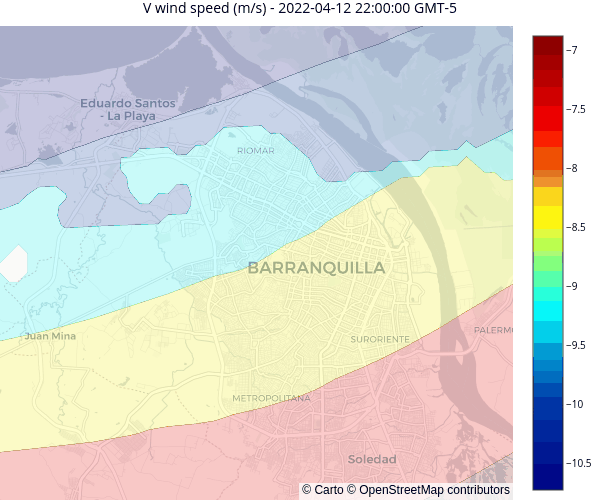 V wind speed (m/s) - 2022-04-12 22:00:00 GMT-5
−7
Eduardo Santos
- La Playa
−7.5
RIOMAR
−8
−8.5
BARRANQUILLA
−9
Juan Mina
SURORIENTE
PALERM
−9.5
METROPOLITANA
−10
Soledad
−10.5
© Carto © OpenStreetMap contributors